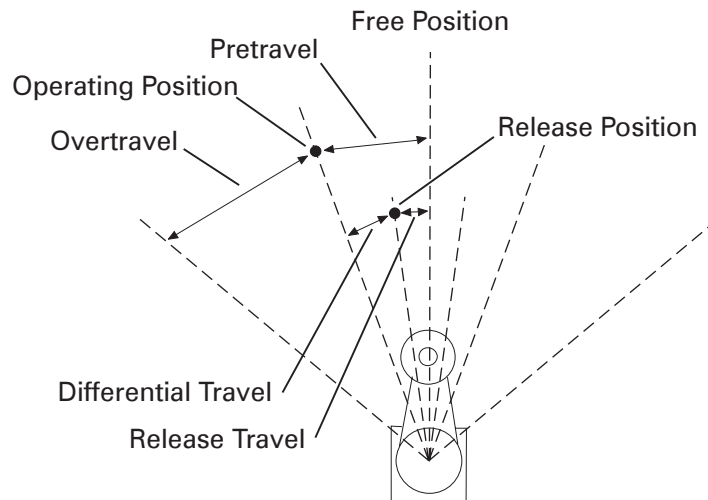 Free Position
Pretravel
Operating Position
Overtravel
Release Position
Differential Travel
Release Travel